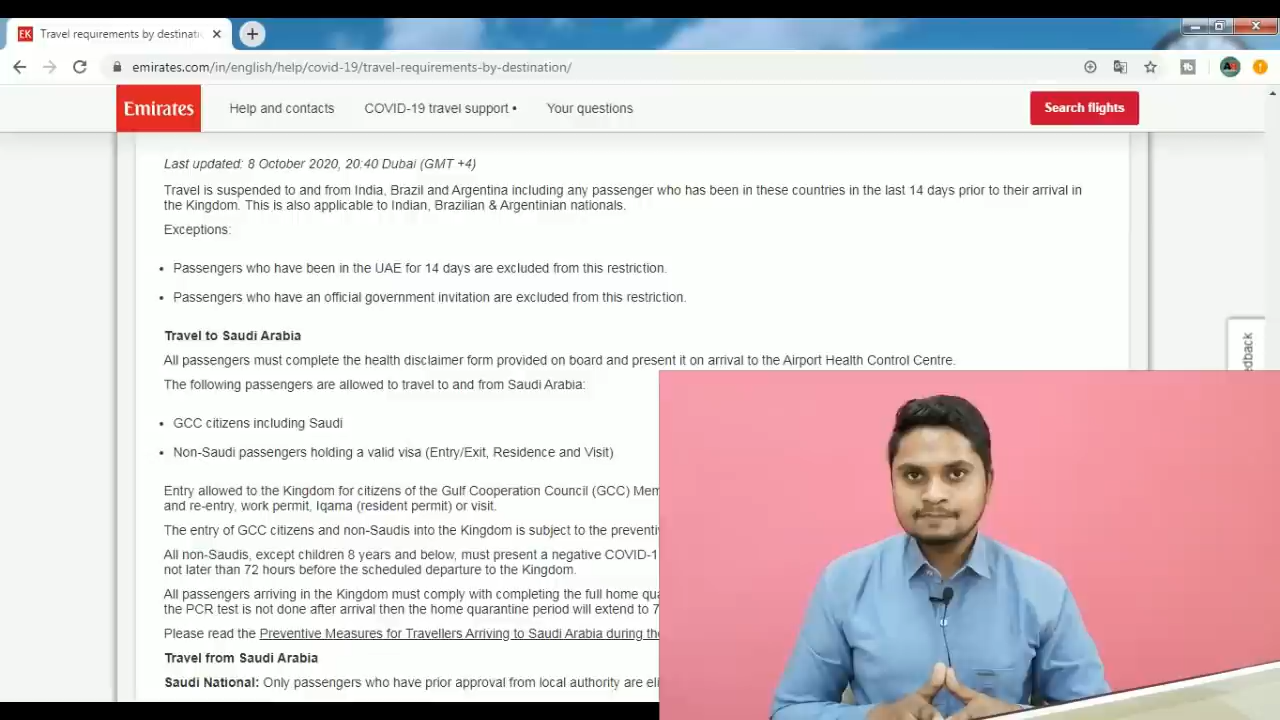 EK Travel requirements by destinati
emirates.com/in/english/help/covid-19/travel-requirements-by-destination/
Emirates Help and contacts COVID-19 travel support • Your questions Search flights
Last updated: 8 October 2020, 20:40 Dubai (GMT +4)
Travel is suspended to and from India, Brazil and Argentina including any passenger who has been in these countries in the last 14 days prior to their arrival in
the Kingdom. This is also applicable to Indian, Brazilian & Argentinian nationals.
Exceptions:
• Passengers who have been in the UAE for 14 days are excluded from this restriction.
• Passengers who have an official government invitation are excluded from this restriction.
Travel to Saudi Arabia
All passengers must complete the health disclaimer form provided on board and present it on arrival to the Airport Health Control Centre.
edback
The following passengers are allowed to travel to and from Saudi Arabia:
• GCC citizens including Saudi
• Non-Saudi passengers holding a valid visa (Entry/Exit, Residence and Visit)
Entry allowed to the Kingdom for citizens of the Gulf Cooperation Council (GCC) Mem
and re-entry, work permit, Iqama (resident permit) or visit.
The entry of GCC citizens and non-Saudis into the Kingdom is subject to the preventiv
All non-Saudis, except children 8 years and below, must present a negative COVID-1
not later than 72 hours before the scheduled departure to the Kingdom.
All passengers arriving in the Kingdom must comply with completing the full home qua
the PCR test is not done after arrival then the home quarantine period will extend to 7
Please read the Preventive Measures for Travellers Arriving to Saudi Arabia during the
Travel from Saudi Arabia
Saudi National: Only passengers who have prior approval from local authority are eli